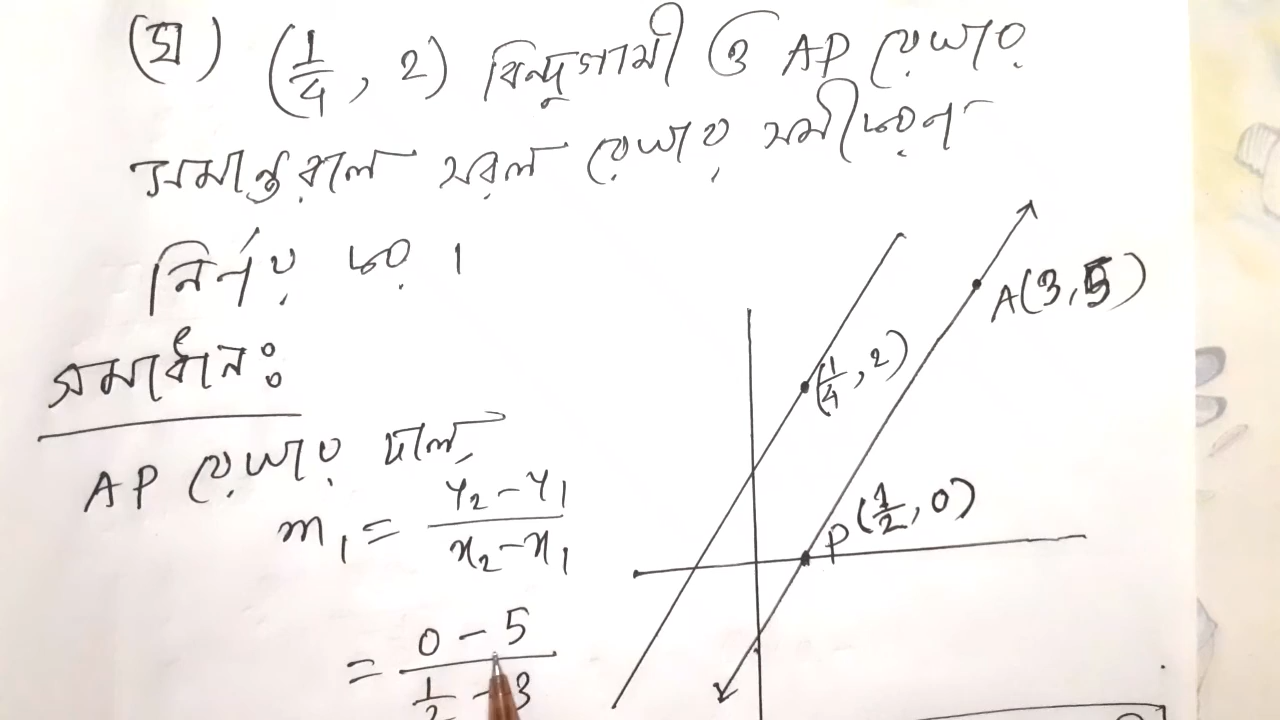 (ঘ) (1/4, 2) বিন্দুগামী ও AP রেখার
সমান্তরাল সরল রেখার সমীকরণ
নির্ণয় কর।
সমাধান:
AP রেখার ঢাল,
m₁ = (y₂ - y₁)/(x₂ - x₁)
= (0 - 5)/(1/2 - 3)
A(3, 5)
(1/4, 2)
P(1/2, 0)